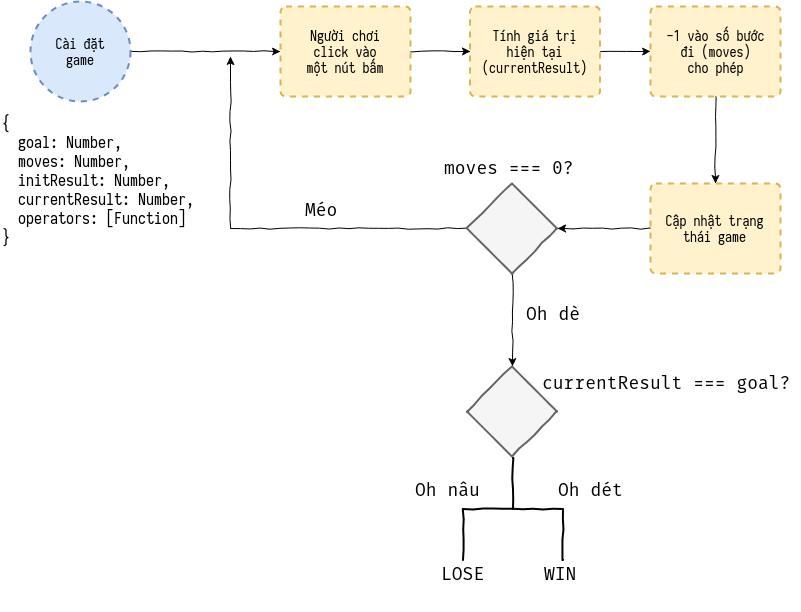 Cài đặt
game
Người chơi
click vào
một nút bấm
Tính giá trị
hiện tại
(currentResult)
-1 vào số bước
đi (moves)
cho phép
{
goal: Number,
moves: Number,
initResult: Number,
currentResult: Number,
operators: [Function]
}
moves === 0?
Méo
Cập nhật trạng
thái game
Oh dè
currentResult === goal?
Oh nâu
Oh dét
LOSE
WIN